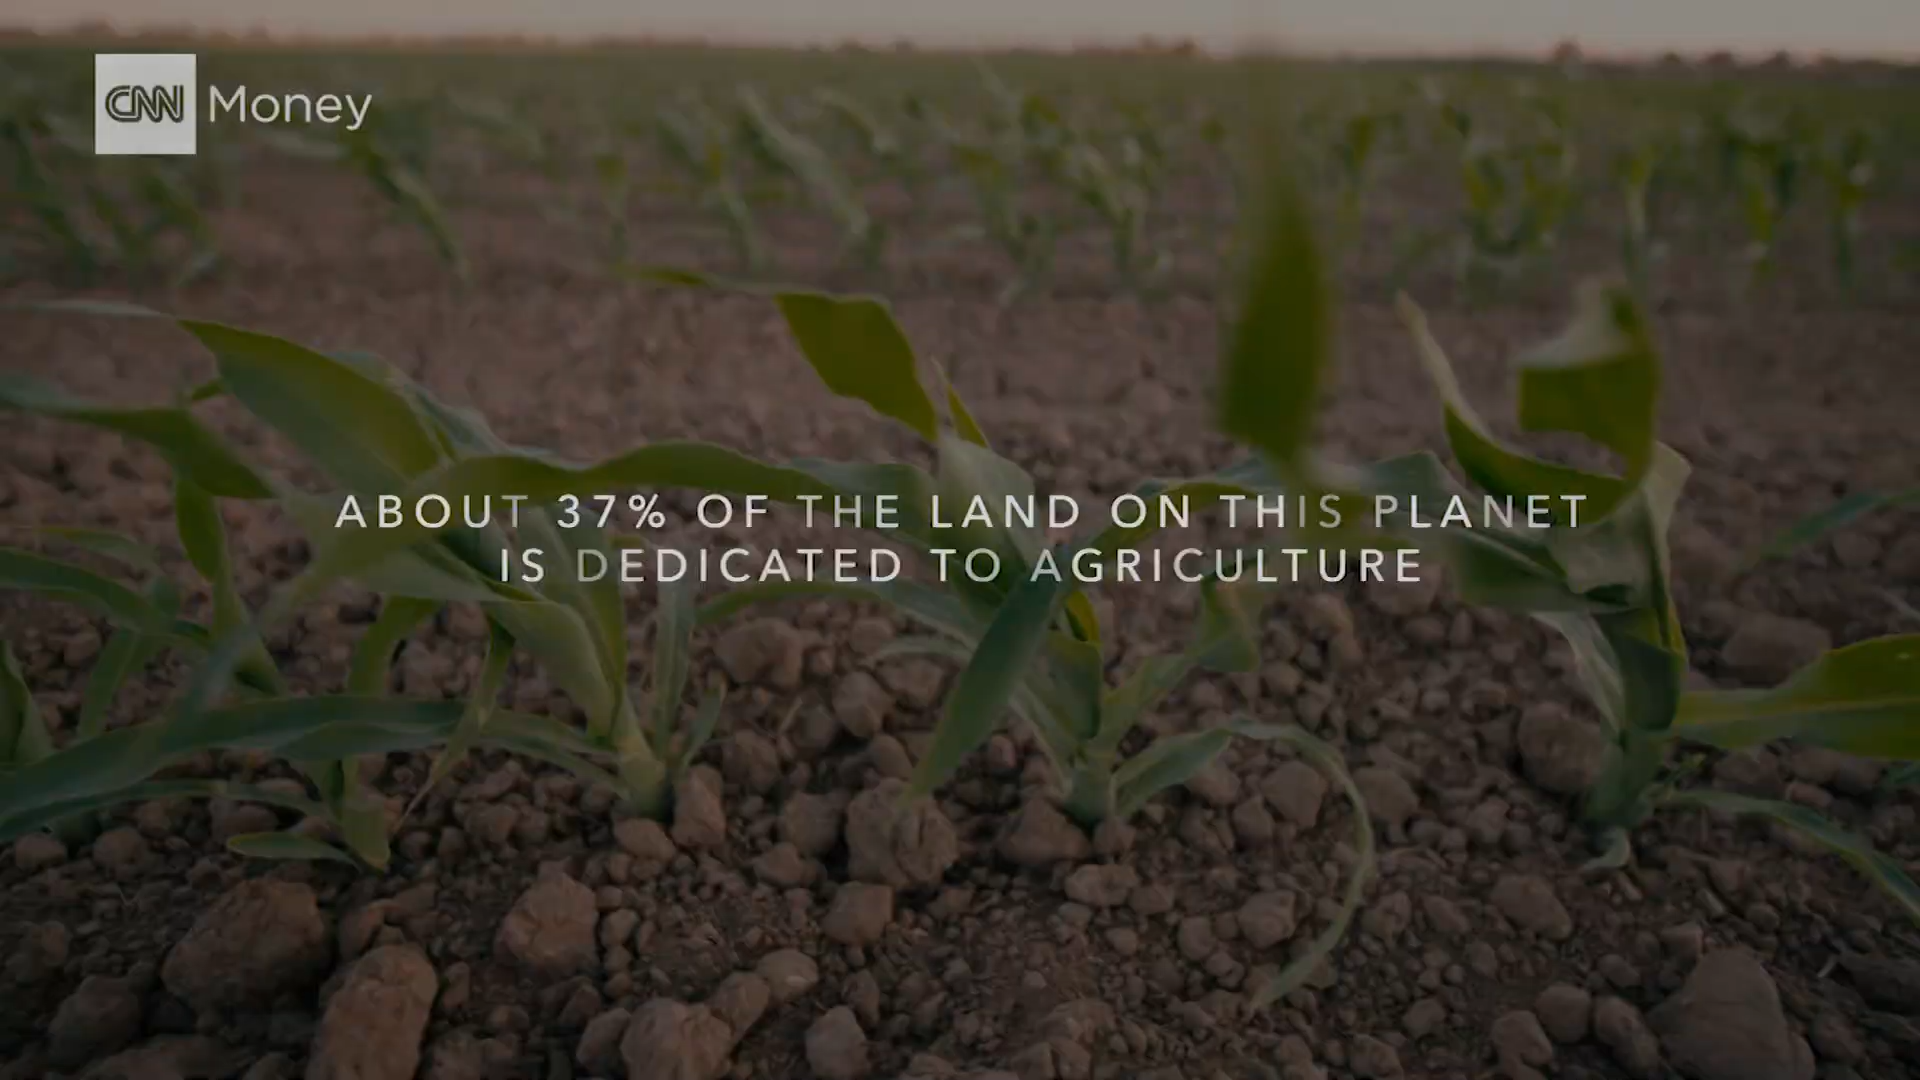 CNN Money
ABOUT 37% OF THE LAND ON THIS PLANET
IS DEDICATED TO AGRICULTURE